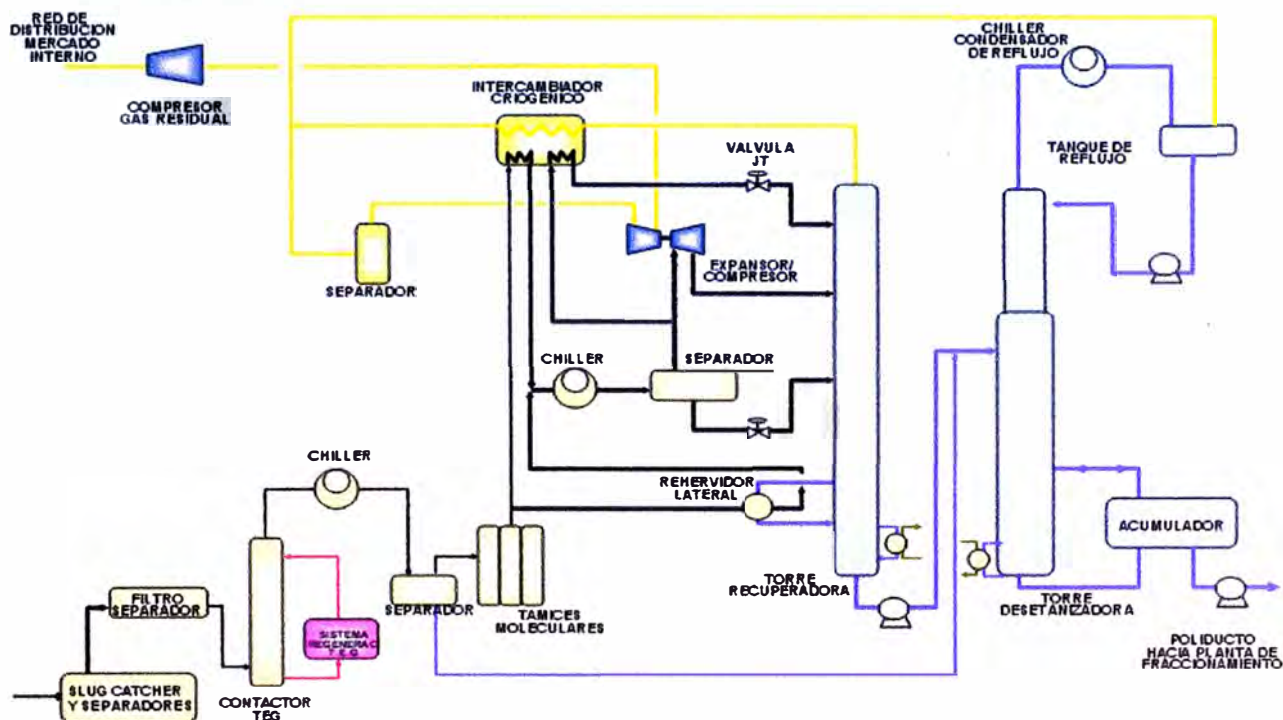 RED DE
DISTRIBUCION
MERCADO
INTERNO
COMPRESOR
GAS RESIDUAL
INTERCAMBIADOR
CRIOGENICO
VALVULA
JT
CHILLER
CONDENSADOR
DE REFLUJO
TANQUE DE
REFLUJO
SEPARADOR
EXPANSOR/
COMPRESOR
CHILLER
SEPARADOR
CHILLER
REHERVIDOR
LATERAL
FILTRO
SEPARADOR
SISTEMA
REGENERAC
T.E.G
SEPARADOR
TAMICES
MOLECULARES
TORRE
RECUPERADORA
ACUMULADOR
TORRE
DESETANIZADORA
SLUG CATCHER
Y SEPARADORES
CONTACTOR
TEG
POLIDUCTO
HACIA PLANTA DE
FRACCIONAMIENTO